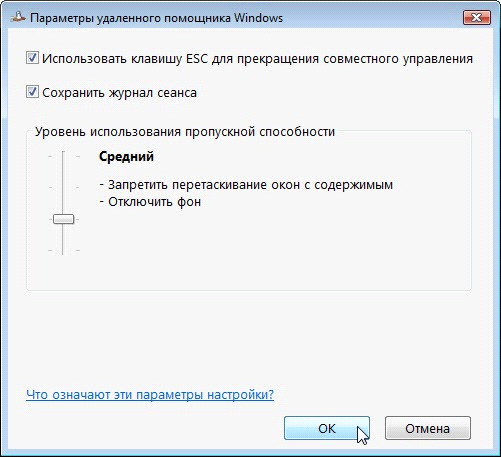 Параметры удаленного помощника Windows
Использовать клавишу ESC для прекращения совместного управления
Сохранить журнал сеанса
Уровень использования пропускной способности
Средний
- Запретить перетаскивание окон с содержимым
- Отключить фон
Что означают эти параметры настройки?
ОК
Отмена